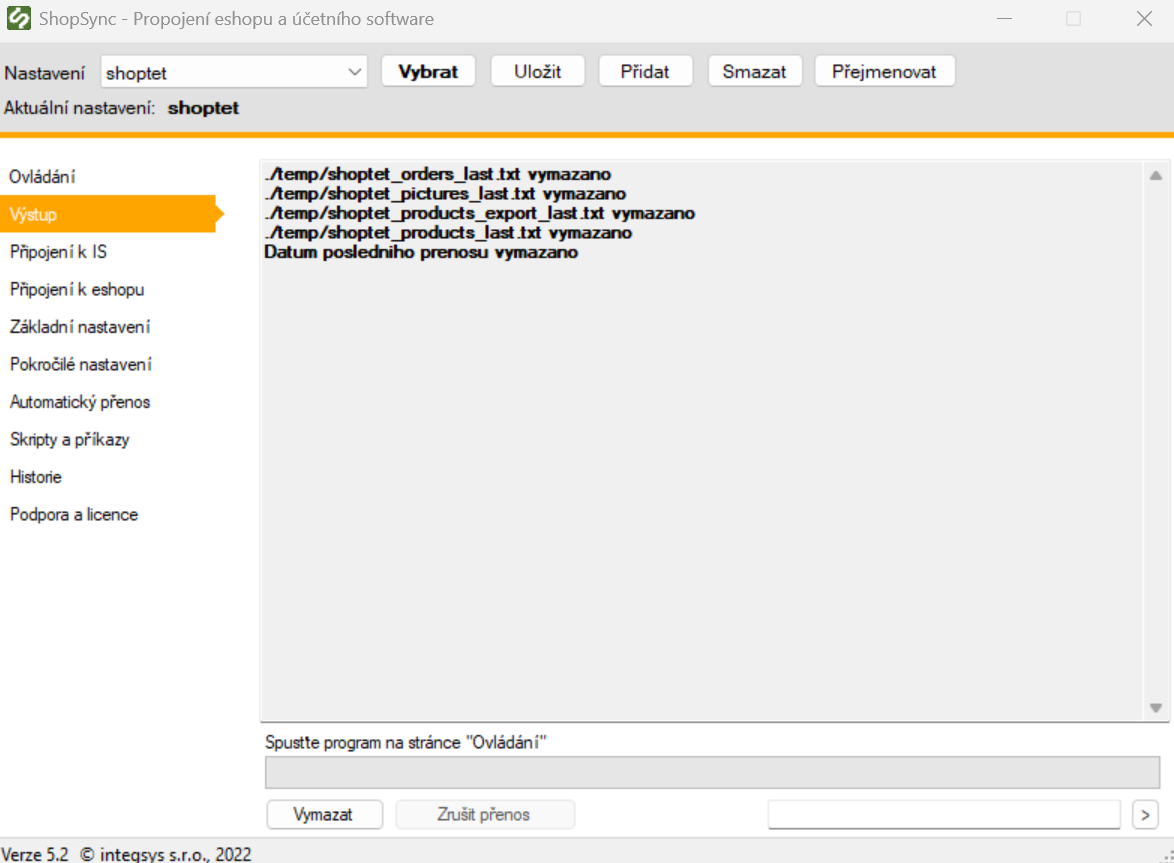 ShopSync - Propojení eshopu a účetního software
Nastavení shoptet Vybrat Uložit Přidat Smazat Přejmenovat
Aktuální nastavení: shoptet
Ovládání
Výstup
Připojení k IS
Připojení k eshopu
Základní nastavení
Pokročilé nastavení
Automatický přenos
Skripty a příkazy
Historie
Podpora a licence
./temp/shoptet_orders_last.txt vymazano
./temp/shoptet_pictures_last.txt vymazano
./temp/shoptet_products_export_last.txt vymazano
./temp/shoptet_products_last.txt vymazano
Datum posledniho prenosu vymazano
Spusťte program na stránce "Ovládání"
Vymazat Zrušit přenos >
Verze 5.2 © integsys s.r.o., 2022